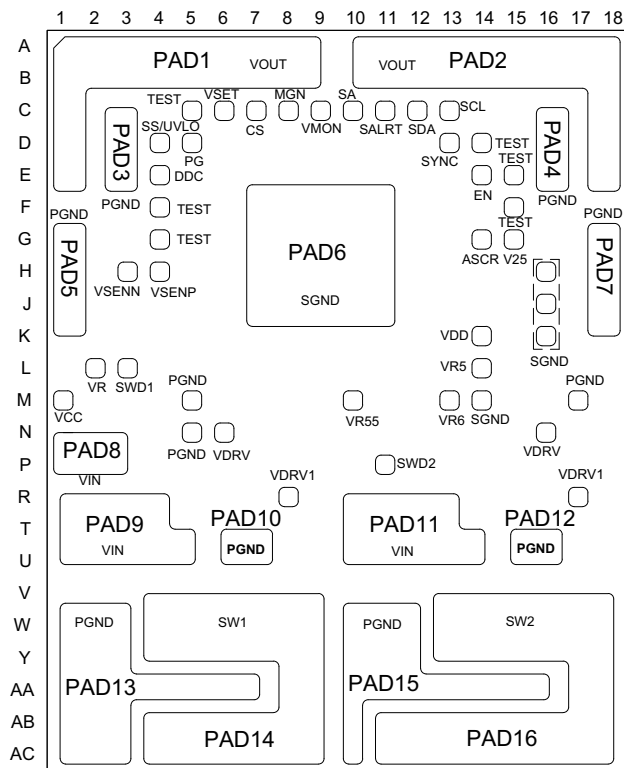 1 2 3 4 5 6 7 8 9 10 11 12 13 14 15 16 17 18
A
PAD1 VOUT VOUT PAD2
B
VSET MGN SA
C
TEST SCL
CS VMON SALRT SDA
PAD3 PAD4
SS/UVLO
D
PG SYNC TEST
TEST
E
DDC EN
PGND PGND
F
TEST
PGND PGND
TEST
G
TEST
PAD5 PAD6 PAD7
ASCR V25
H
VSENN VSENP
J
SGND
K
VDD
SGND
L
VR5
VR SWD1
PGND PGND
M
VCC VR55 VR6 SGND
N
PAD8
PGND VDRV VDRV
P
SWD2
VIN
VDRV1 VDRV1
R
PAD9 PAD10 PAD11 PAD12
T
VIN PGND VIN PGND
U
V
W
PGND SW1 PGND SW2
Y
AA
PAD13 PAD15
AB
PAD14 PAD16
AC